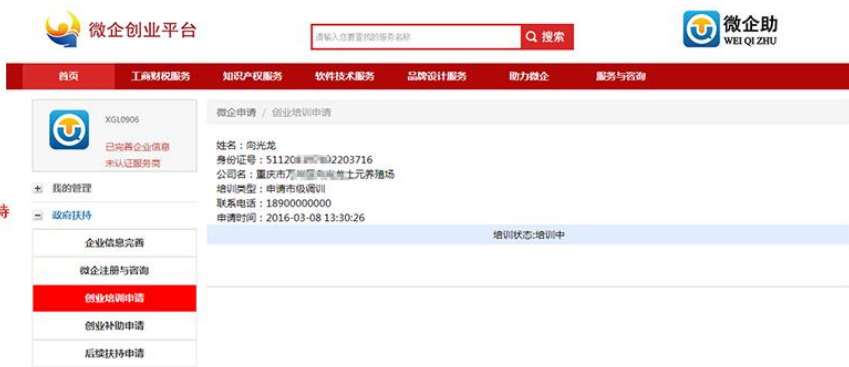 微企创业平台
请输入您要查找的服务名称
搜索
微企助
WEI QI ZHU
首页 工商财税服务 知识产权服务 软件技术服务 品牌设计服务 助力微企 服务与咨询
XGL0906
已完善企业信息
未认证服务商
微企申请 / 创业培训申请
姓名：向光龙
身份证号：51120 2203716
公司名：重庆市万 土元养殖场
培训类型：申请市级调训
联系电话：18900000000
申请时间：2016-03-08 13:30:26
培训状态:培训中
我的管理
政府扶持
企业信息完善
微企注册与咨询
创业培训申请
创业补助申请
后续扶持申请
持